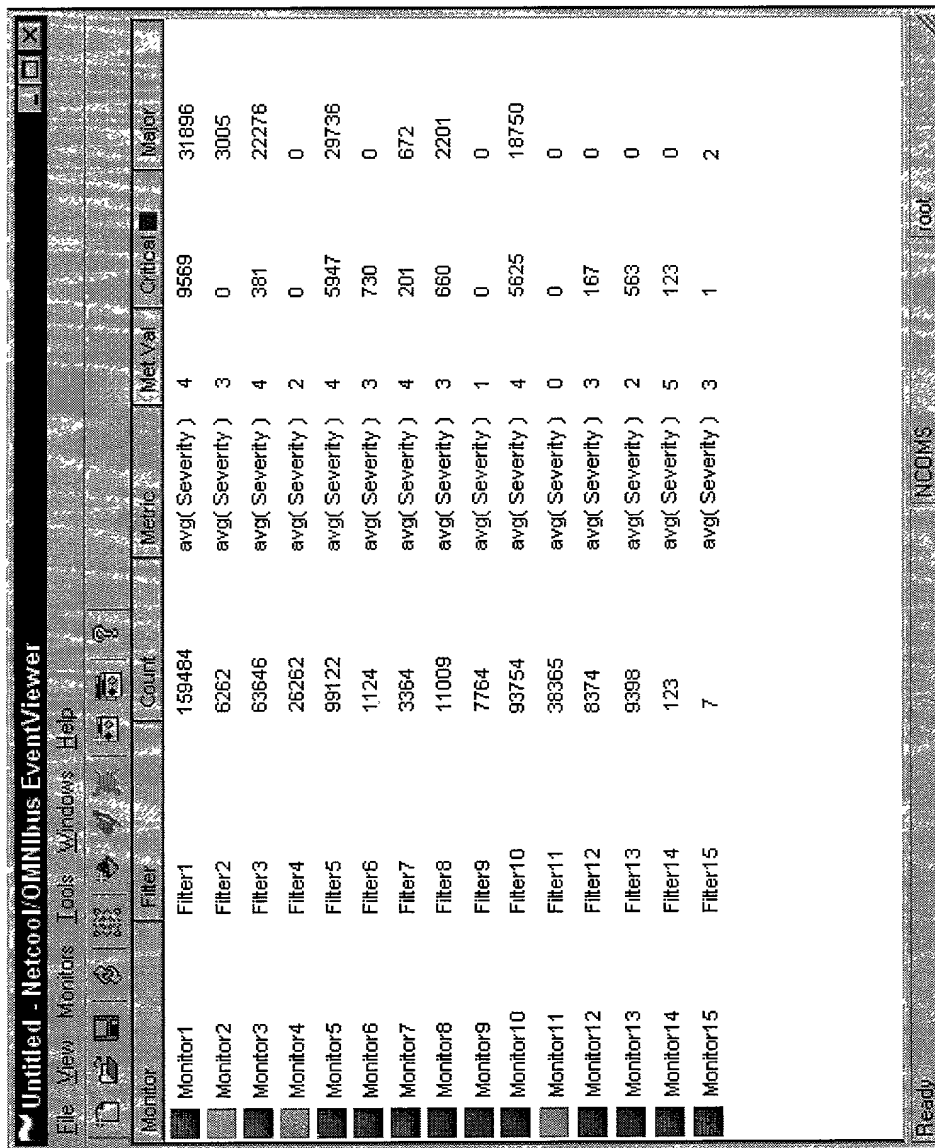 Untitled - Netcool/OMNIbus EventViewer
File View Monitors Tools Windows Help
Monitor Filter Count Metric Met.Val Critical Major
Monitor1 Filter1 159484 avg( Severity ) 4 9569 31896
Monitor2 Filter2 6262 avg( Severity ) 3 0 3005
Monitor3 Filter3 63646 avg( Severity ) 4 381 22276
Monitor4 Filter4 26262 avg( Severity ) 2 0 0
Monitor5 Filter5 99122 avg( Severity ) 4 5947 29736
Monitor6 Filter6 1124 avg( Severity ) 3 730 0
Monitor7 Filter7 3364 avg( Severity ) 4 201 672
Monitor8 Filter8 11009 avg( Severity ) 3 660 2201
Monitor9 Filter9 7764 avg( Severity ) 1 0 0
Monitor10 Filter10 93754 avg( Severity ) 4 5625 18750
Monitor11 Filter11 36365 avg( Severity ) 0 0 0
Monitor12 Filter12 8374 avg( Severity ) 3 167 0
Monitor13 Filter13 9398 avg( Severity ) 2 563 0
Monitor14 Filter14 123 avg( Severity ) 5 123 0
Monitor15 Filter15 7 avg( Severity ) 3 1 2
Ready NCOMS root